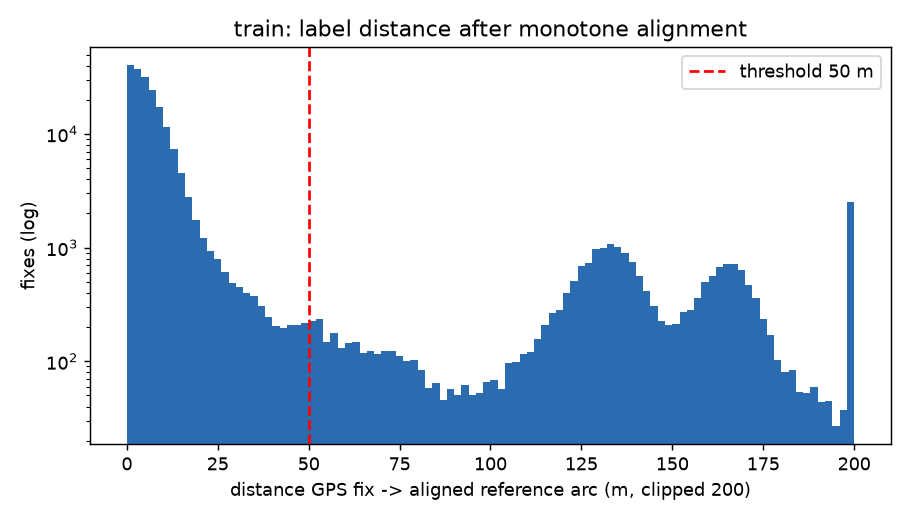 train: label distance after monotone alignment
threshold 50 m
fixes (log)
10⁴
10³
10²
0 25 50 75 100 125 150 175 200
distance GPS fix -> aligned reference arc (m, clipped 200)